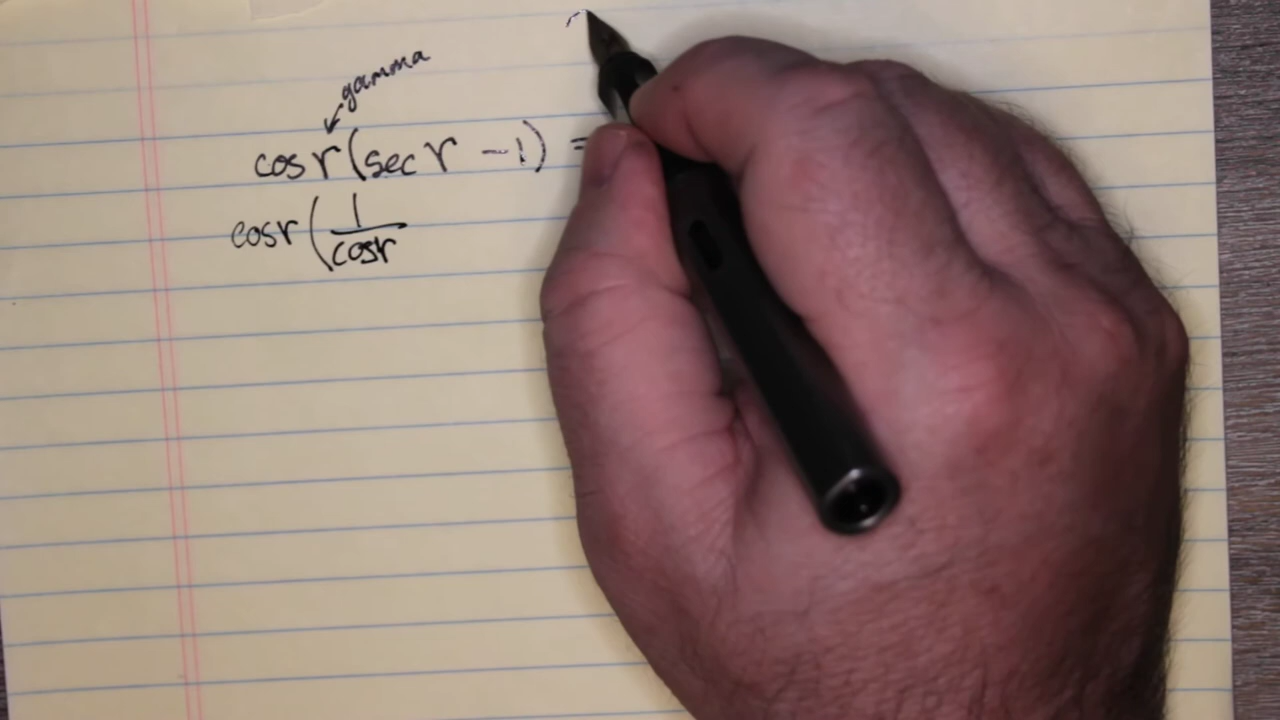 gamma
cos γ (sec γ - 1) =
cos γ ( 1 / cos γ